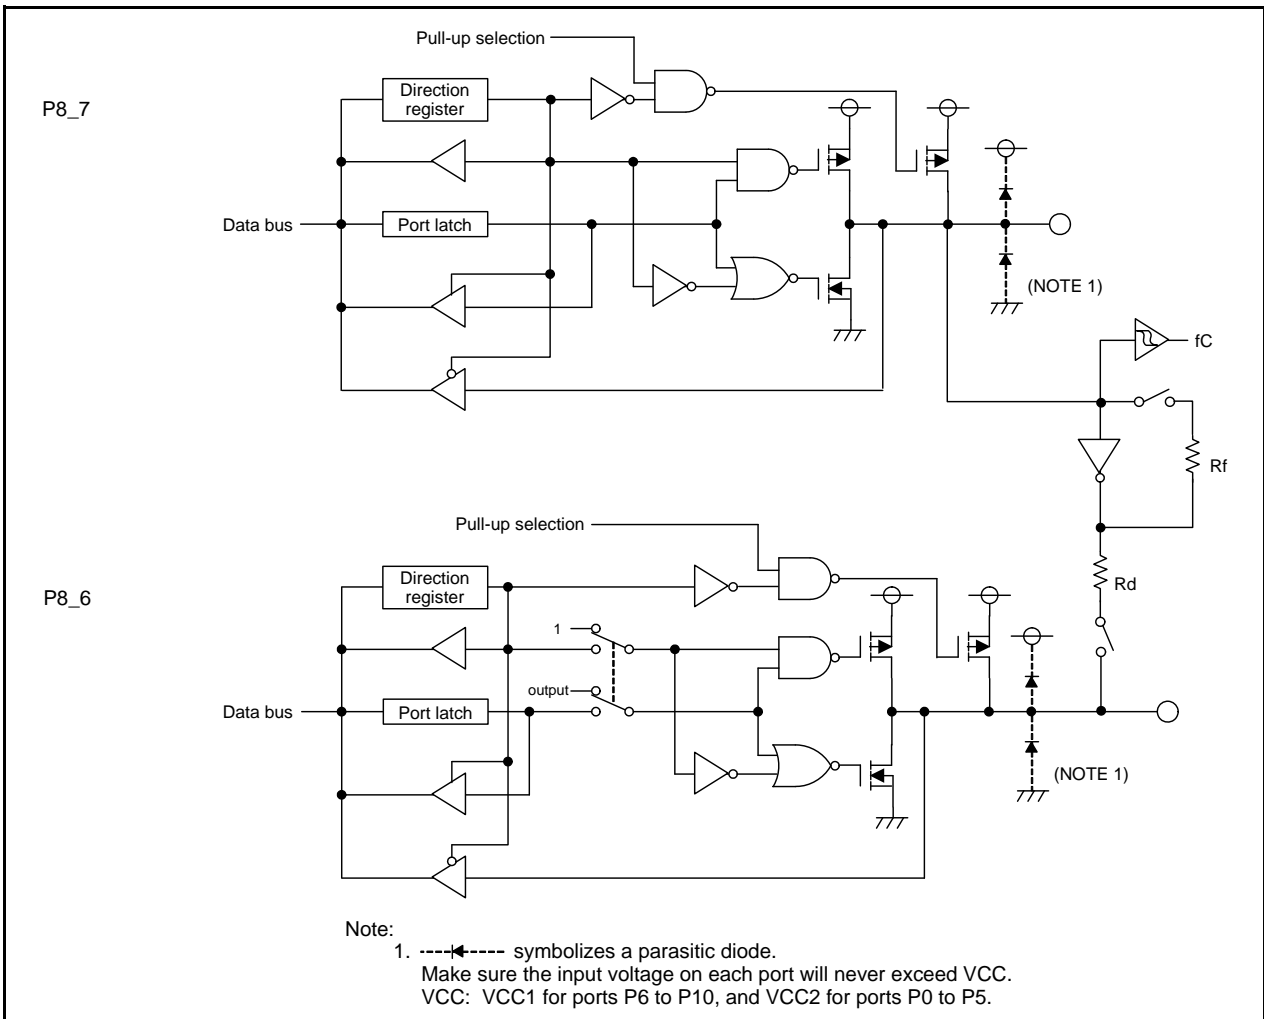 Pull-up selection
P8_7
Direction
register
Data bus
Port latch
(NOTE 1)
fC
Rf
Pull-up selection
P8_6
Direction
register
Rd
1
output
Data bus
Port latch
(NOTE 1)
Note:
1. symbolizes a parasitic diode.
Make sure the input voltage on each port will never exceed VCC.
VCC: VCC1 for ports P6 to P10, and VCC2 for ports P0 to P5.